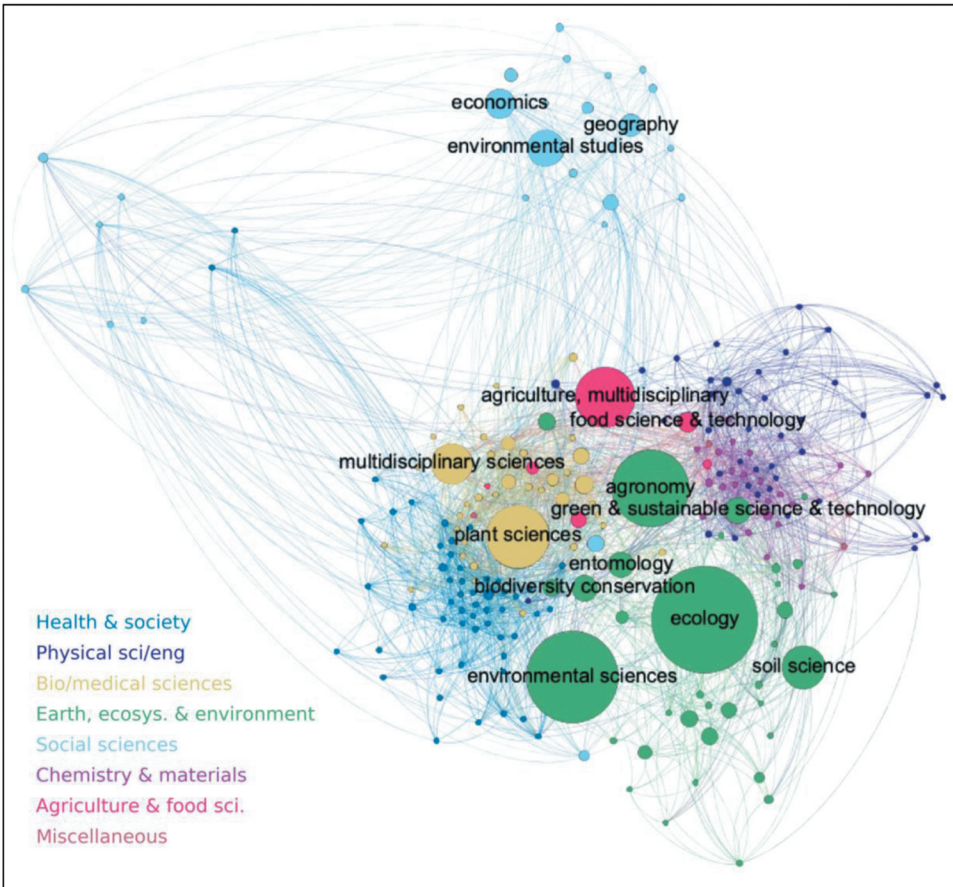 economics
geography
environmental studies
agriculture, multidisciplinary
food science & technology
multidisciplinary sciences
agronomy
green & sustainable science & technology
plant sciences
entomology
biodiversity conservation
ecology
environmental sciences
soil science
Health & society
Physical sci/eng
Bio/medical sciences
Earth, ecosys. & environment
Social sciences
Chemistry & materials
Agriculture & food sci.
Miscellaneous